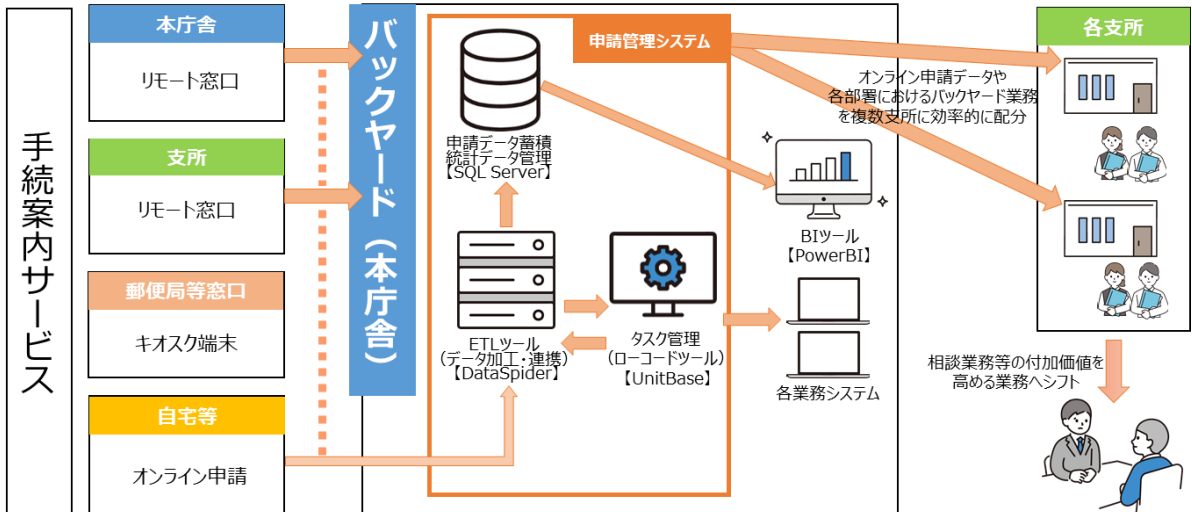 手続案内サービス
本庁舎
リモート窓口
支所
リモート窓口
郵便局等窓口
キオスク端末
自宅等
オンライン申請
バックヤード（本庁舎）
申請管理システム
申請データ蓄積
統計データ管理
【SQL Server】
ETLツール
（データ加工・連携）
【DataSpider】
タスク管理
（ローコードツール）
【UnitBase】
BIツール
【PowerBI】
各業務システム
オンライン申請データや
各部署におけるバックヤード業務
を複数支所に効率的に配分
各支所
相談業務等の付加価値を
高める業務へシフト